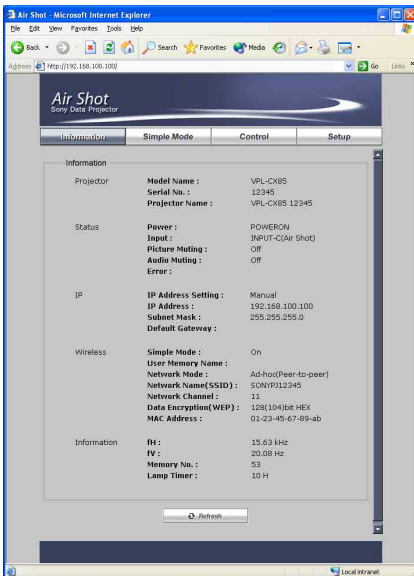 Air Shot - Microsoft Internet Explorer
File Edit View Favorites Tools Help
Back Search Favorites Media
Address http://192.168.100.100/ Go Links »
Air Shot
Sony Data Projector
Information Simple Mode Control Setup
Information
Projector Model Name : VPL-CX85
Serial No. : 12345
Projector Name : VPL-CX85 12345
Status Power : POWERON
Input : INPUT-C(Air Shot)
Picture Muting : Off
Audio Muting : Off
Error :
IP IP Address Setting : Manual
IP Address : 192.168.100.100
Subnet Mask : 255.255.255.0
Default Gateway :
Wireless Simple Mode : On
User Memory Name :
Network Mode : Ad-hoc(Peer-to-peer)
Network Name(SSID) : SONYPJ12345
Network Channel : 11
Data Encryption(WEP) : 128(104)bit HEX
MAC Address : 01-23-45-67-89-ab
Information fH : 15.63 kHz
fV : 20.08 Hz
Memory No. : 53
Lamp Timer : 10 H
Refresh
Local intranet